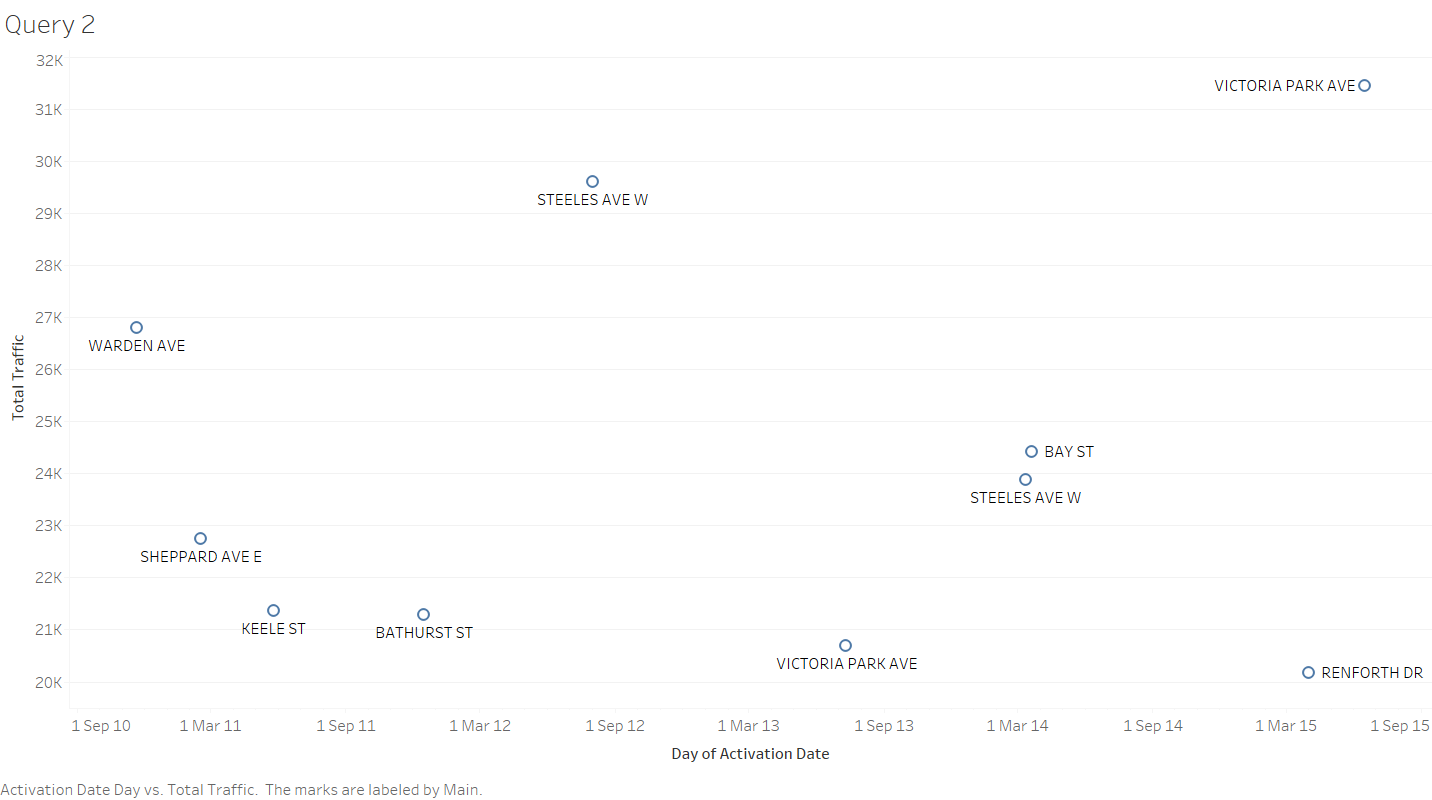 Query 2
32K
VICTORIA PARK AVE
31K
30K
STEELES AVE W
29K
28K
27K
WARDEN AVE
26K
Total Traffic
25K
BAY ST
24K
STEELES AVE W
23K
SHEPPARD AVE E
22K
KEELE ST
BATHURST ST
21K
VICTORIA PARK AVE
RENFORTH DR
20K
1 Sep 10 1 Mar 11 1 Sep 11 1 Mar 12 1 Sep 12 1 Mar 13 1 Sep 13 1 Mar 14 1 Sep 14 1 Mar 15 1 Sep 15
Day of Activation Date
Activation Date Day vs. Total Traffic. The marks are labeled by Main.